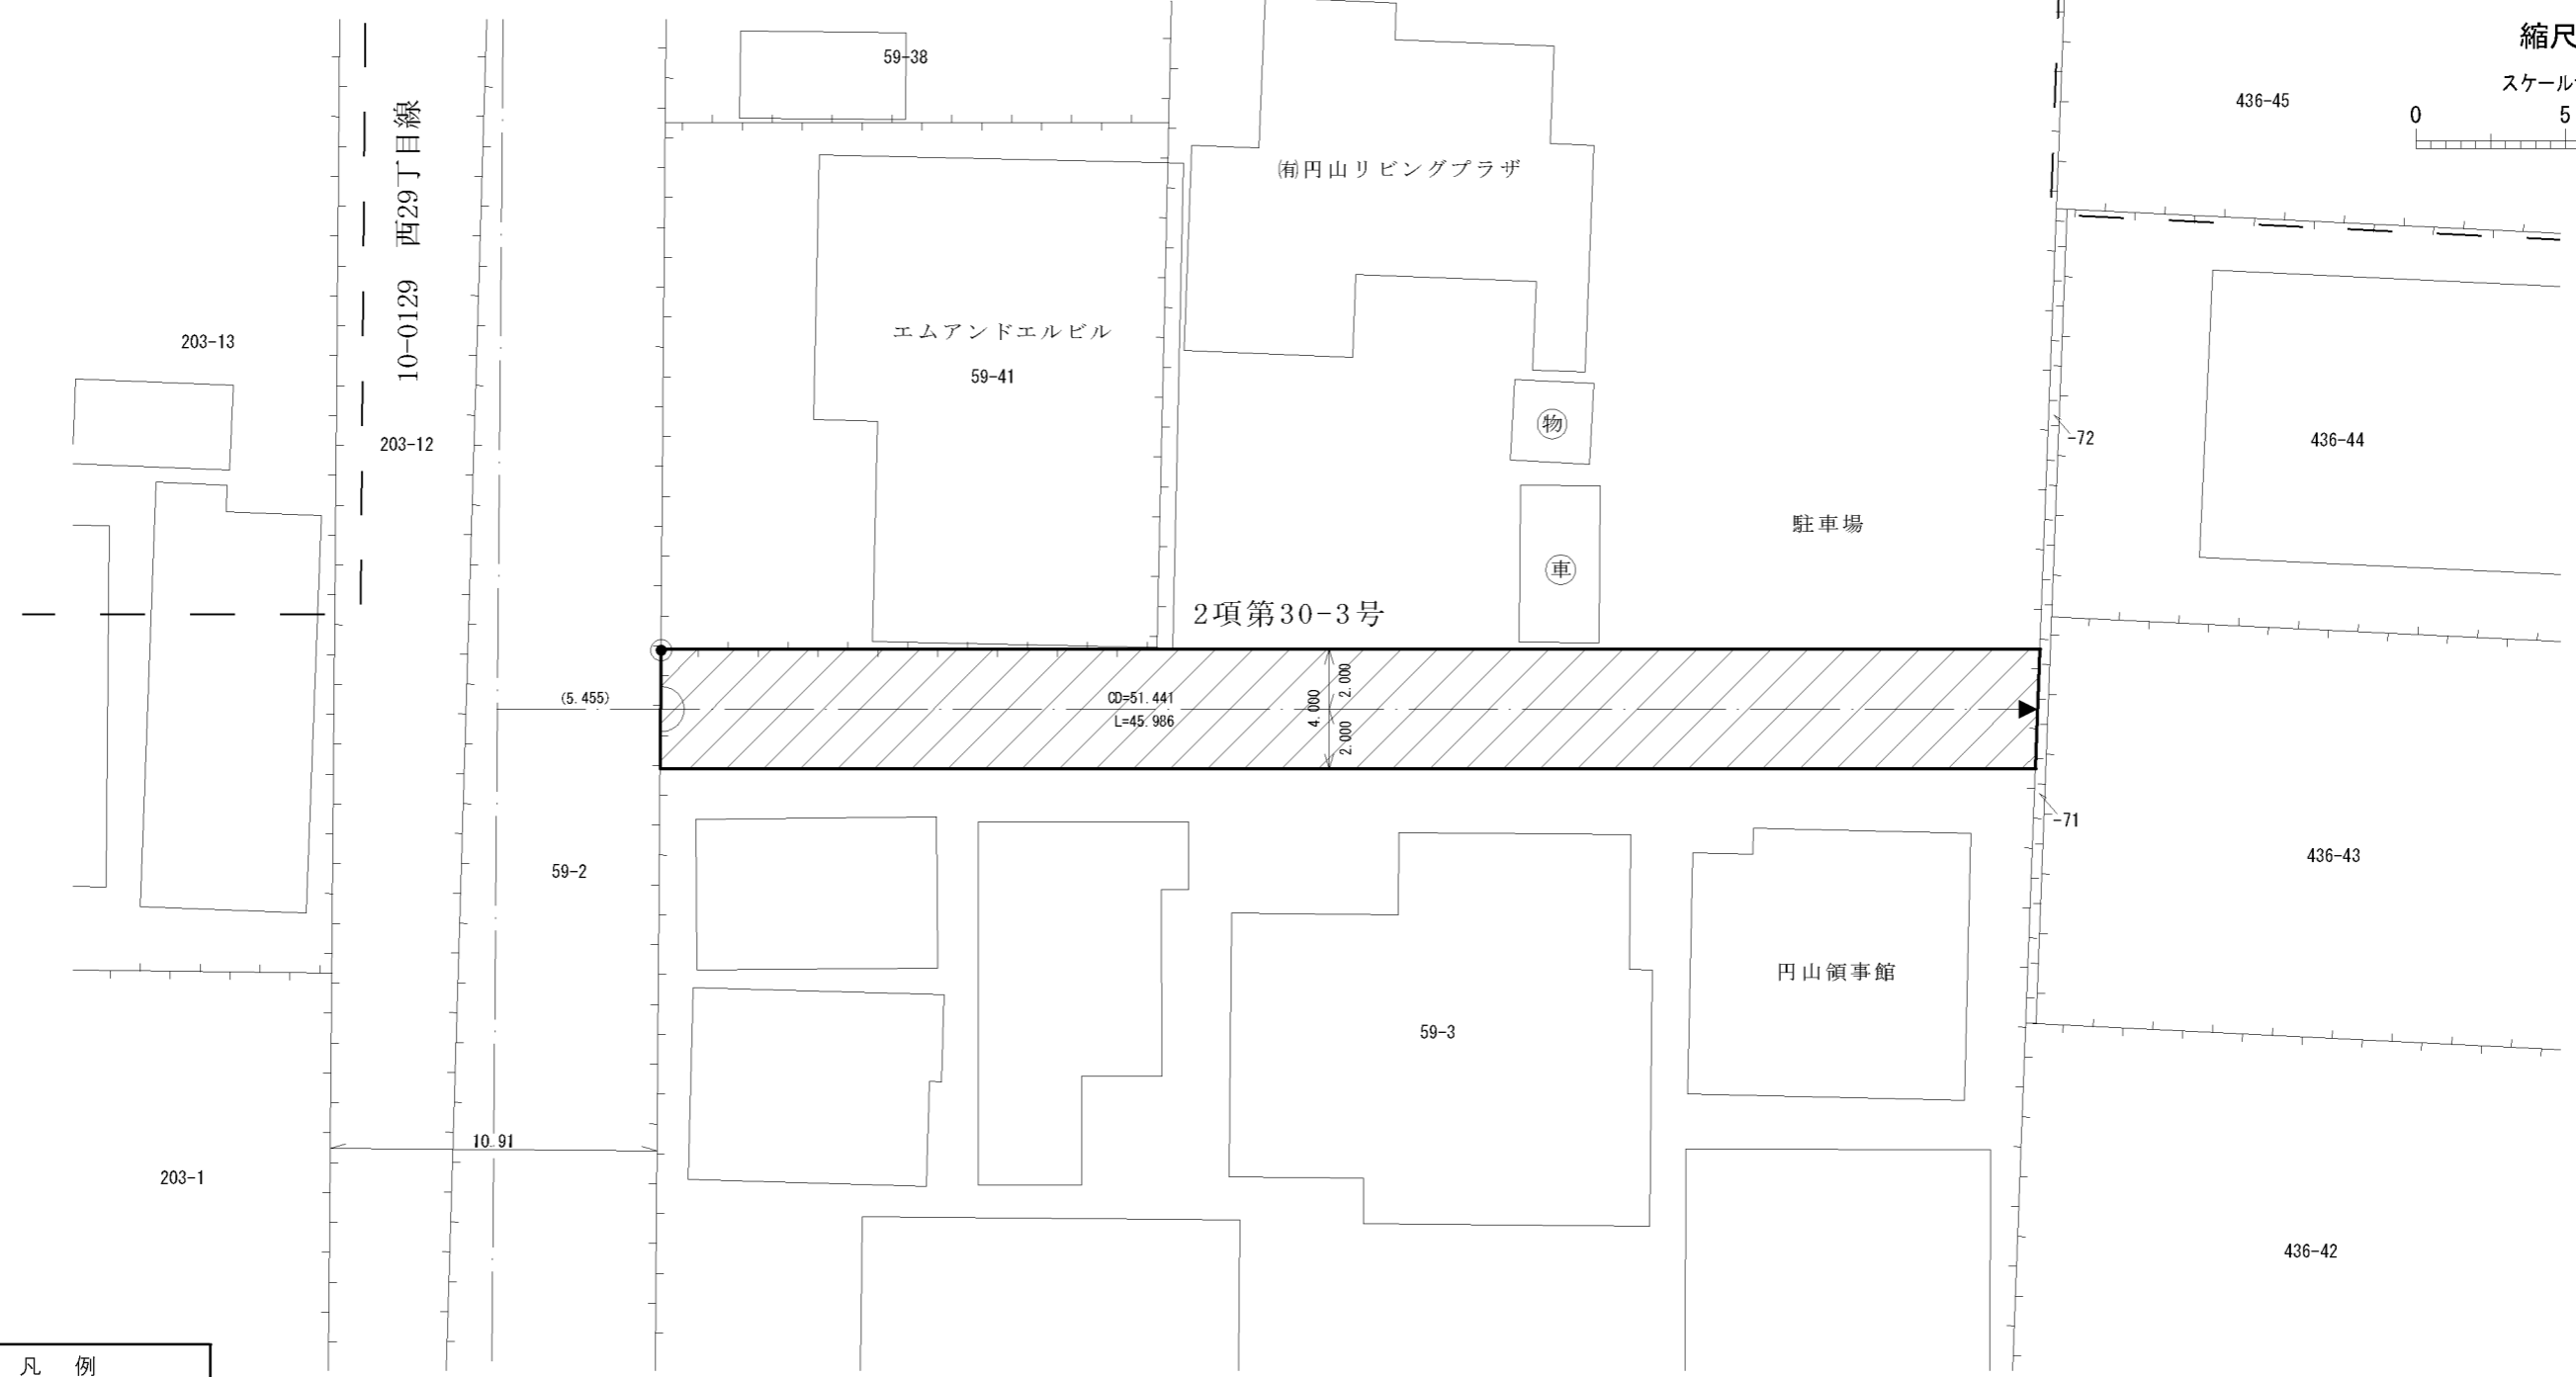 縮尺
スケール
0
5
59-38
436-45
10-0129 西29丁目線
㈲円山リビングプラザ
エムアンドエルビル
59-41
203-13
203-12
物
-72
436-44
駐車場
車
2項第30-3号
(5.455)
CD=51.441
L=45.986
4.000
2.000
2.000
-71
436-43
59-2
円山領事館
59-3
10.91
203-1
436-42
凡 例